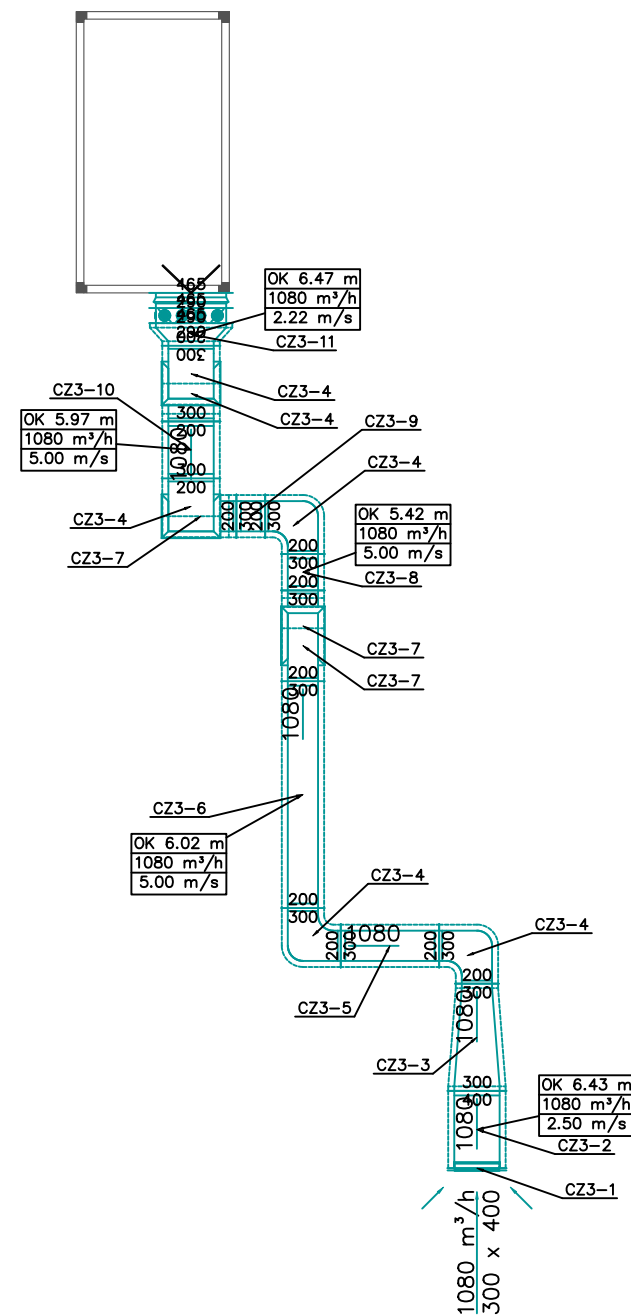 465
OK 6.47 m
1080 m³/h
2.22 m/s
CZ3-11
300
CZ3-4
CZ3-10
CZ3-4
300
200
OK 5.97 m
1080 m³/h
5.00 m/s
1080
CZ3-9
CZ3-4
300
200
CZ3-4
CZ3-7
200
300
200
300
OK 5.42 m
1080 m³/h
5.00 m/s
200
300
CZ3-8
200
300
CZ3-7
CZ3-7
200
300
1080
CZ3-6
OK 6.02 m
1080 m³/h
5.00 m/s
CZ3-4
200
300
1080
200
300
200
300
CZ3-4
CZ3-5
200
300
1080
CZ3-3
300
400
OK 6.43 m
1080 m³/h
2.50 m/s
1080
CZ3-2
CZ3-1
1080 m³/h
300 x 400